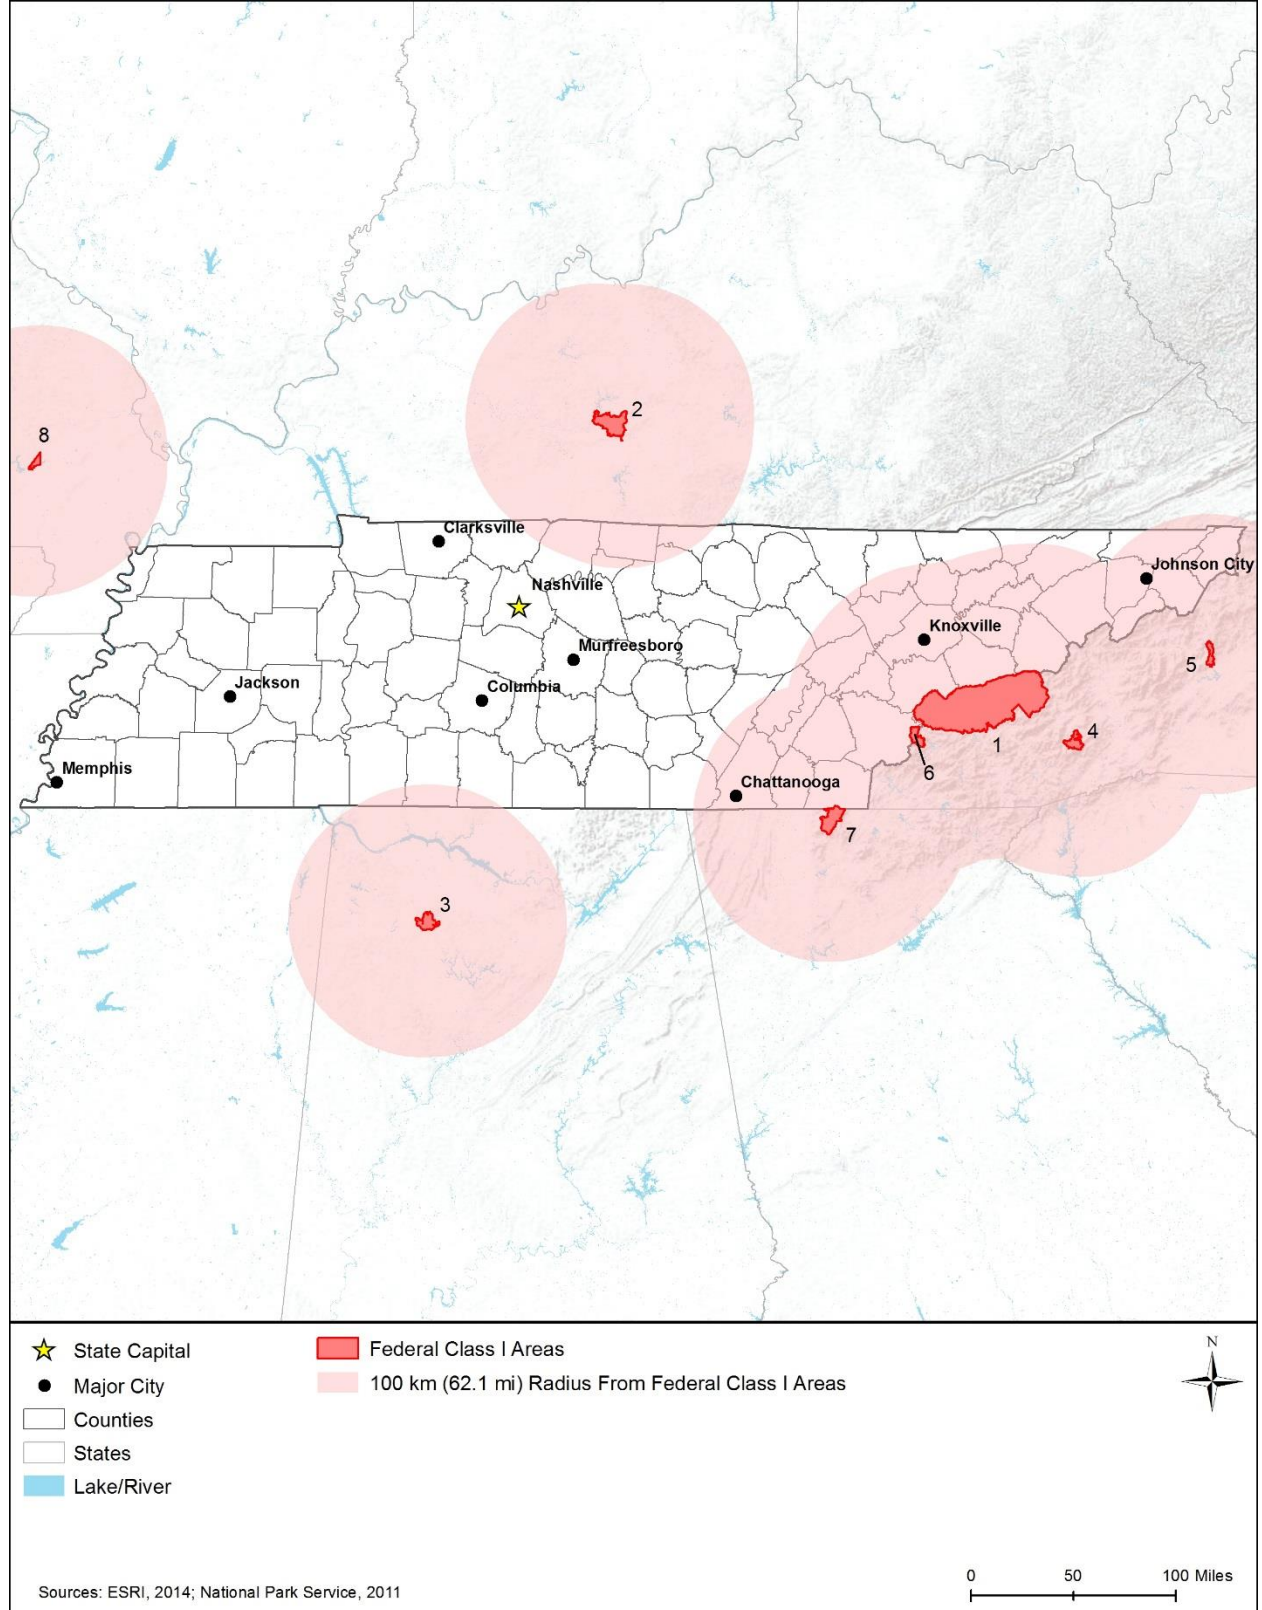 2
8
Clarksville
Nashville
Johnson City
Knoxville
Murfreesboro
5
Jackson
Columbia
4
1
Memphis
6
Chattanooga
7
3
State Capital
Major City
Counties
States
Lake/River
Federal Class I Areas
100 km (62.1 mi) Radius From Federal Class I Areas
N
0 50 100 Miles
Sources: ESRI, 2014; National Park Service, 2011